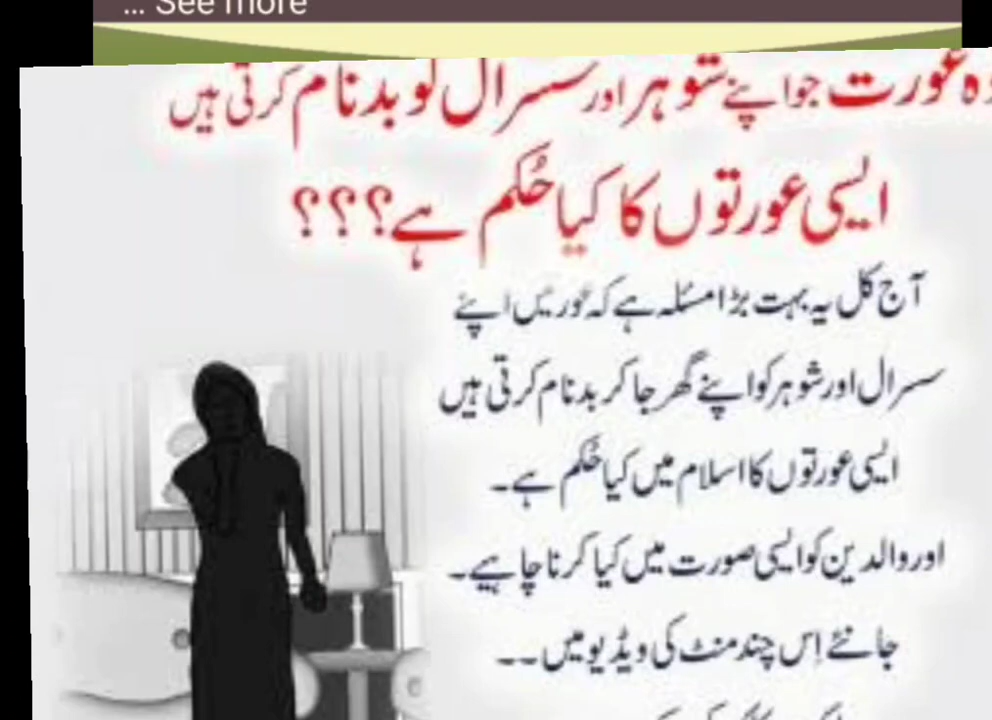 ... See more
وہ عورت جو اپنے شوہر اور سسرال کو بدنام کرتی ہیں
ایسی عورتوں کا کیا حُکم ہے؟؟؟
آج کل یہ بہت بڑا مسئلہ ہے کہ عورتیں اپنے
سسرال اور شوہر کو اپنے گھر جا کر بدنام کرتی ہیں
ایسی عورتوں کا اسلام میں کیا حُکم ہے۔
اور والدین کو ایسی صورت میں کیا کرنا چاہیے۔
جانئے اِس چند منٹ کی ویڈیو میں۔۔